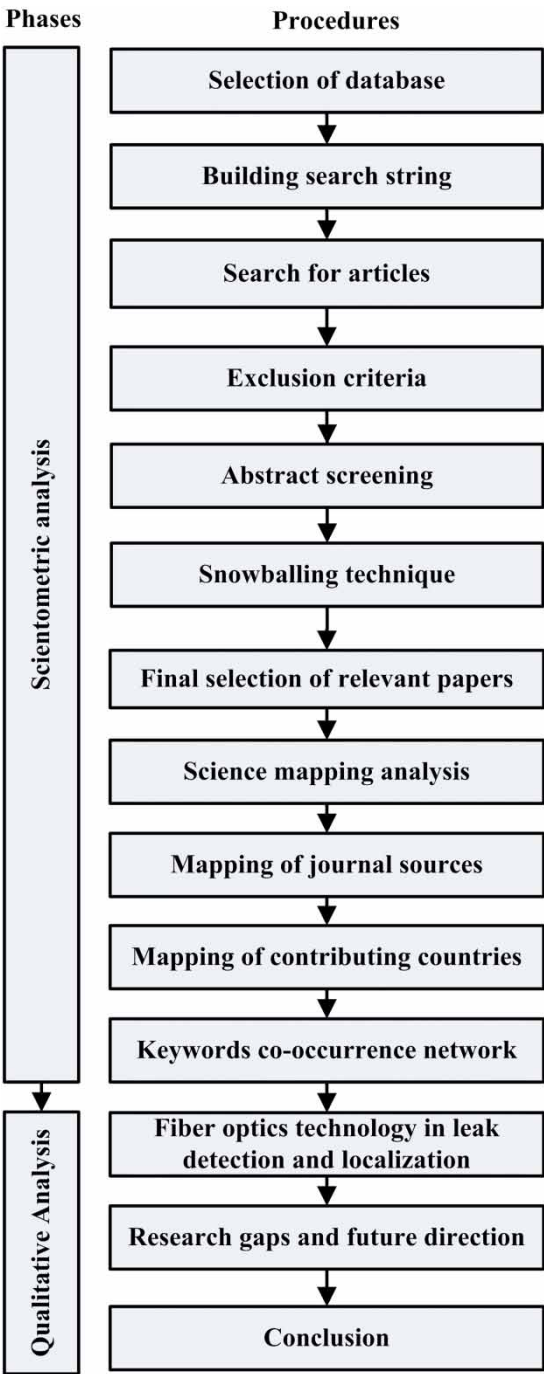 Phases
Procedures
Scientometric analysis
Selection of database
Building search string
Search for articles
Exclusion criteria
Abstract screening
Snowballing technique
Final selection of relevant papers
Science mapping analysis
Mapping of journal sources
Mapping of contributing countries
Keywords co-occurrence network
Qualitative Analysis
Fiber optics technology in leak
detection and localization
Research gaps and future direction
Conclusion